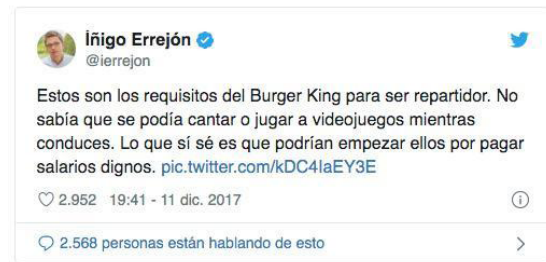 Íñigo Errejón
@ierrejon
Estos son los requisitos del Burger King para ser repartidor. No
sabía que se podía cantar o jugar a videojuegos mientras
conduces. Lo que sí sé es que podrían empezar ellos por pagar
salarios dignos. pic.twitter.com/kDC4IaEY3E
2.952 19:41 - 11 dic. 2017
2.568 personas están hablando de esto